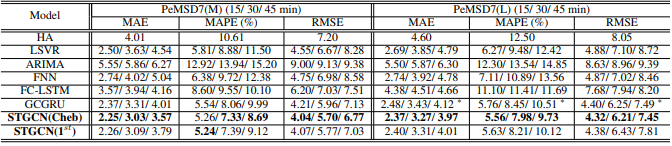 Model PeMSD7(M) (15/ 30/ 45 min) PeMSD7(L) (15/ 30/ 45 min)
MAE MAPE (%) RMSE MAE MAPE (%) RMSE
HA 4.01 10.61 7.20 4.60 12.50 8.05
LSVR 2.50/ 3.63/ 4.54 5.81/ 8.88/ 11.50 4.55/ 6.67/ 8.28 2.69/ 3.85/ 4.79 6.27/ 9.48/ 12.42 4.88/ 7.10/ 8.72
ARIMA 5.55/ 5.86/ 6.27 12.92/ 13.94/ 15.20 9.00/ 9.13/ 9.38 5.50/ 5.87/ 6.30 12.30/ 13.54/ 14.85 8.63/ 8.96/ 9.39
FNN 2.74/ 4.02/ 5.04 6.38/ 9.72/ 12.38 4.75/ 6.98/ 8.58 2.74/ 3.92/ 4.78 7.11/ 10.89/ 13.56 4.87/ 7.02/ 8.46
FC-LSTM 3.57/ 3.94/ 4.16 8.60/ 9.55/ 10.10 6.20/ 7.03/ 7.51 4.38/ 4.51/ 4.66 11.10/ 11.41/ 11.69 7.68/ 7.94/ 8.20
GCGRU 2.37/ 3.31/ 4.01 5.54/ 8.06/ 9.99 4.21/ 5.96/ 7.13 2.48/ 3.43/ 4.12 * 5.76/ 8.45/ 10.51 * 4.40/ 6.25/ 7.49 *
STGCN(Cheb) 2.25/ 3.03/ 3.57 5.26/ 7.33/ 8.69 4.04/ 5.70/ 6.77 2.37/ 3.27/ 3.97 5.56/ 7.98/ 9.73 4.32/ 6.21/ 7.45
STGCN(1ˢᵗ) 2.26/ 3.09/ 3.79 5.24/ 7.39/ 9.12 4.07/ 5.77/ 7.03 2.40/ 3.31/ 4.01 5.63/ 8.21/ 10.12 4.38/ 6.43/ 7.81